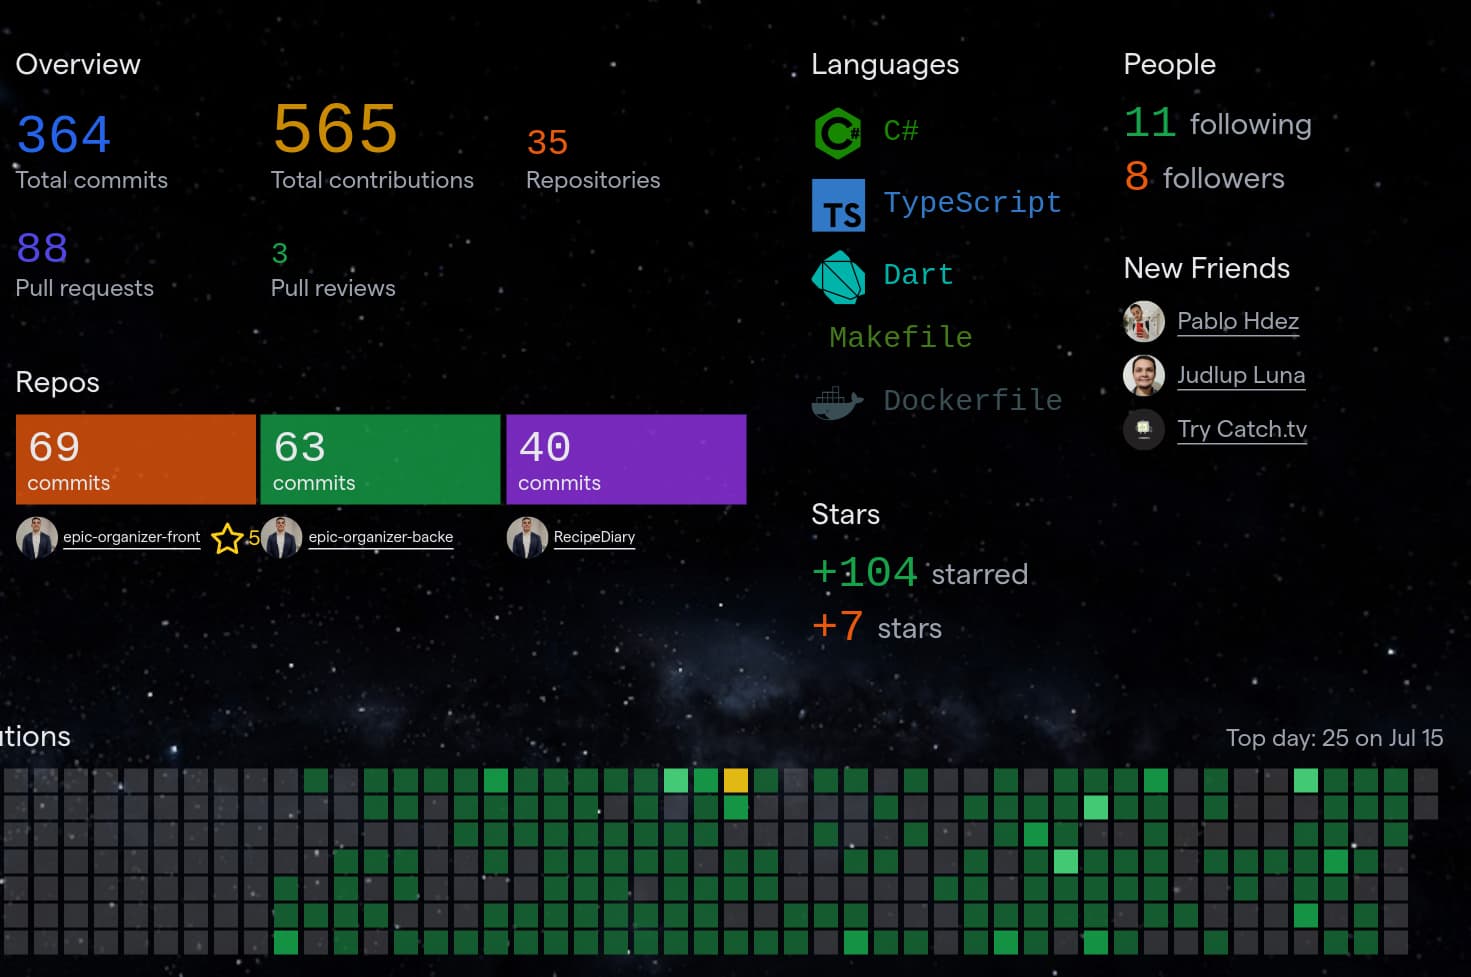 Overview
364
Total commits
565
Total contributions
35
Repositories
88
Pull requests
3
Pull reviews
Repos
69
commits
epic-organizer-front
5
63
commits
epic-organizer-backe
40
commits
RecipeDiary
Languages
C#
TS TypeScript
Dart
Makefile
Dockerfile
Stars
+104 starred
+7 stars
People
11 following
8 followers
New Friends
Pablo Hdez
Judlup Luna
Try Catch.tv
utions
Top day: 25 on Jul 15